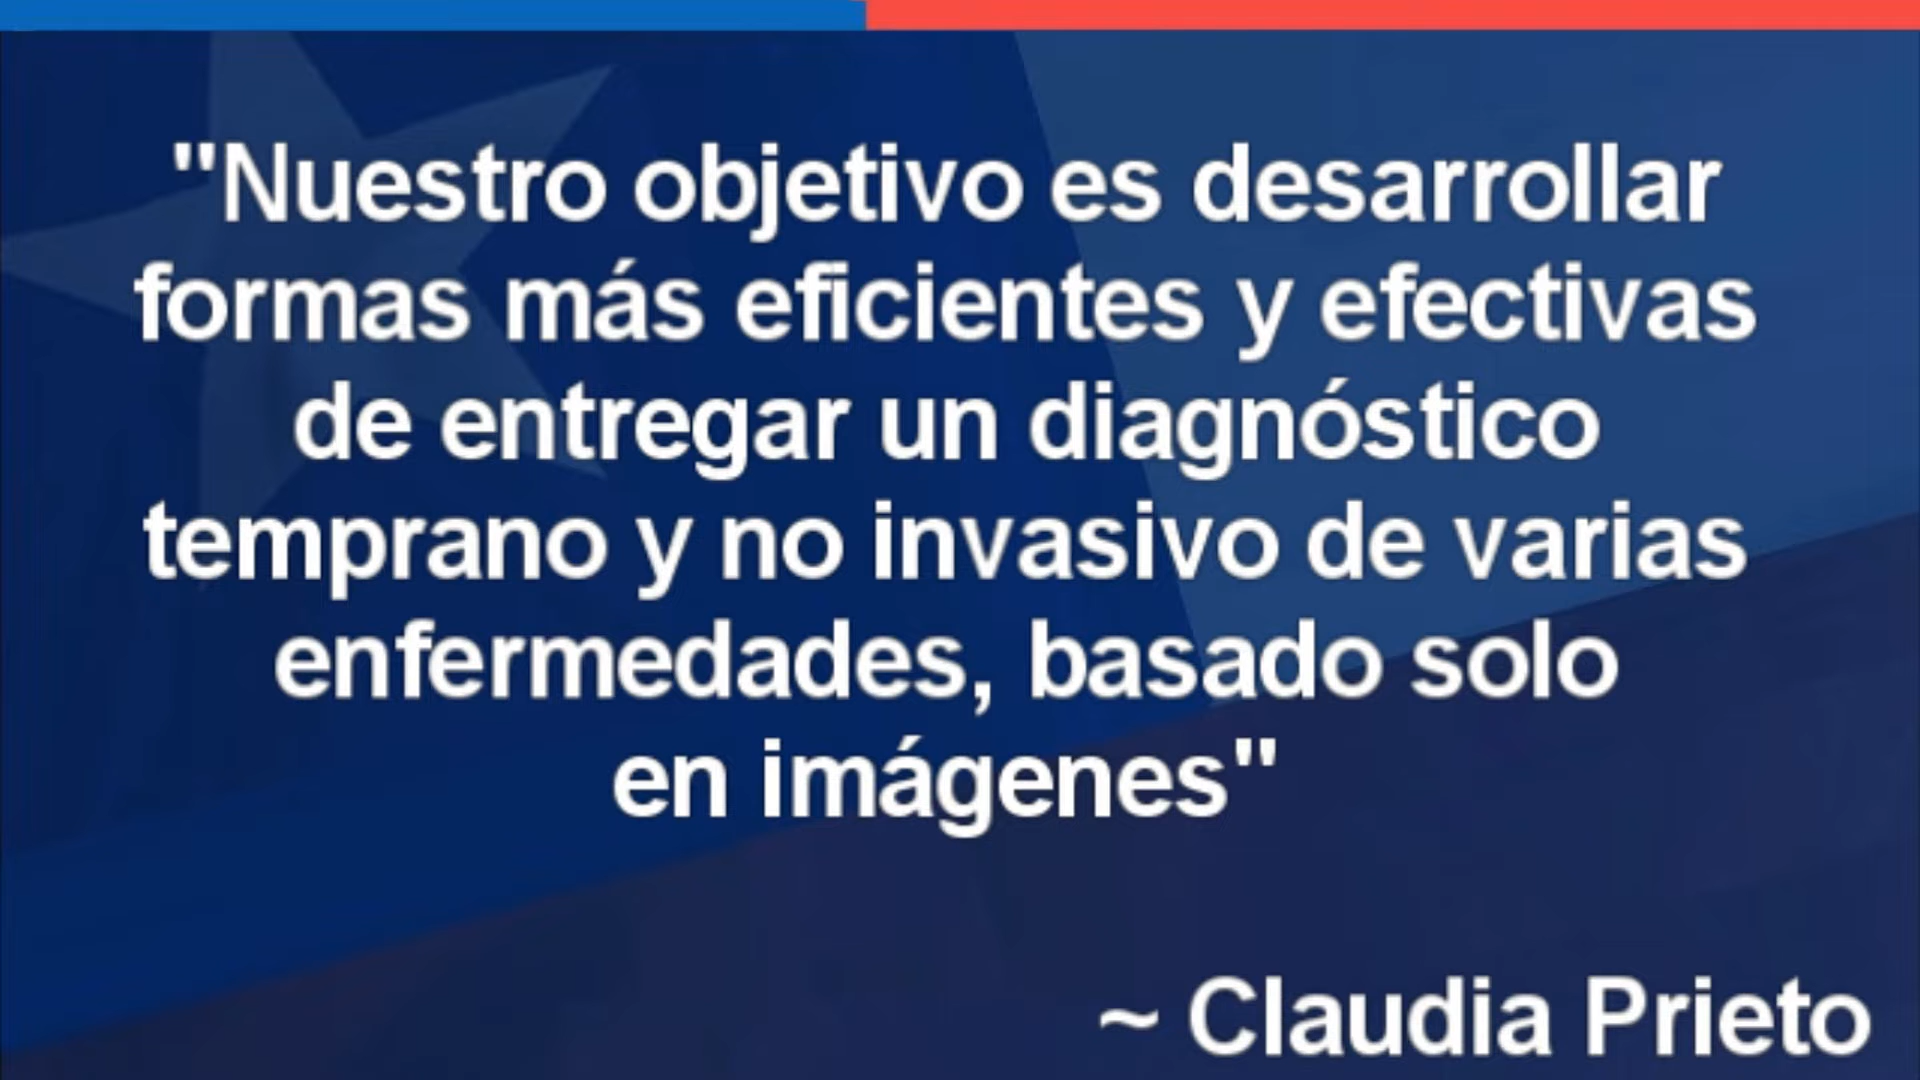 "Nuestro objetivo es desarrollar
formas más eficientes y efectivas
de entregar un diagnóstico
temprano y no invasivo de varias
enfermedades, basado solo
en imágenes"
~ Claudia Prieto